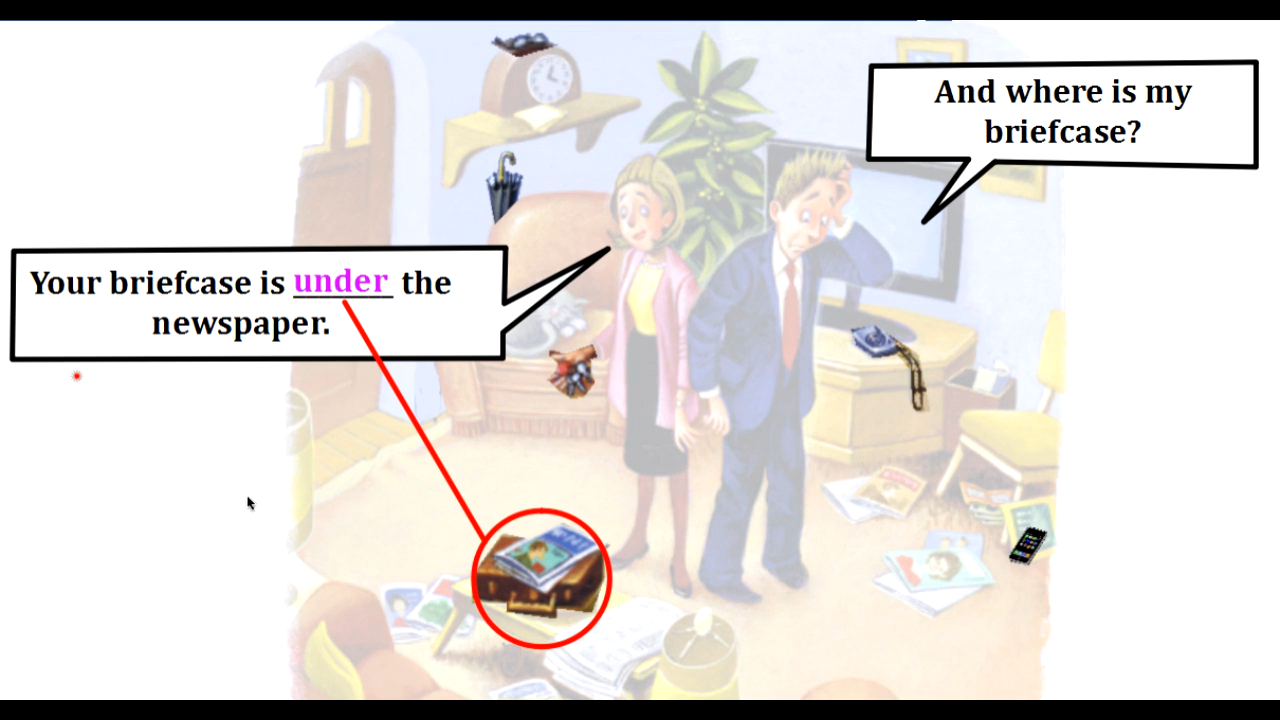 And where is my
briefcase?
Your briefcase is under the
newspaper.